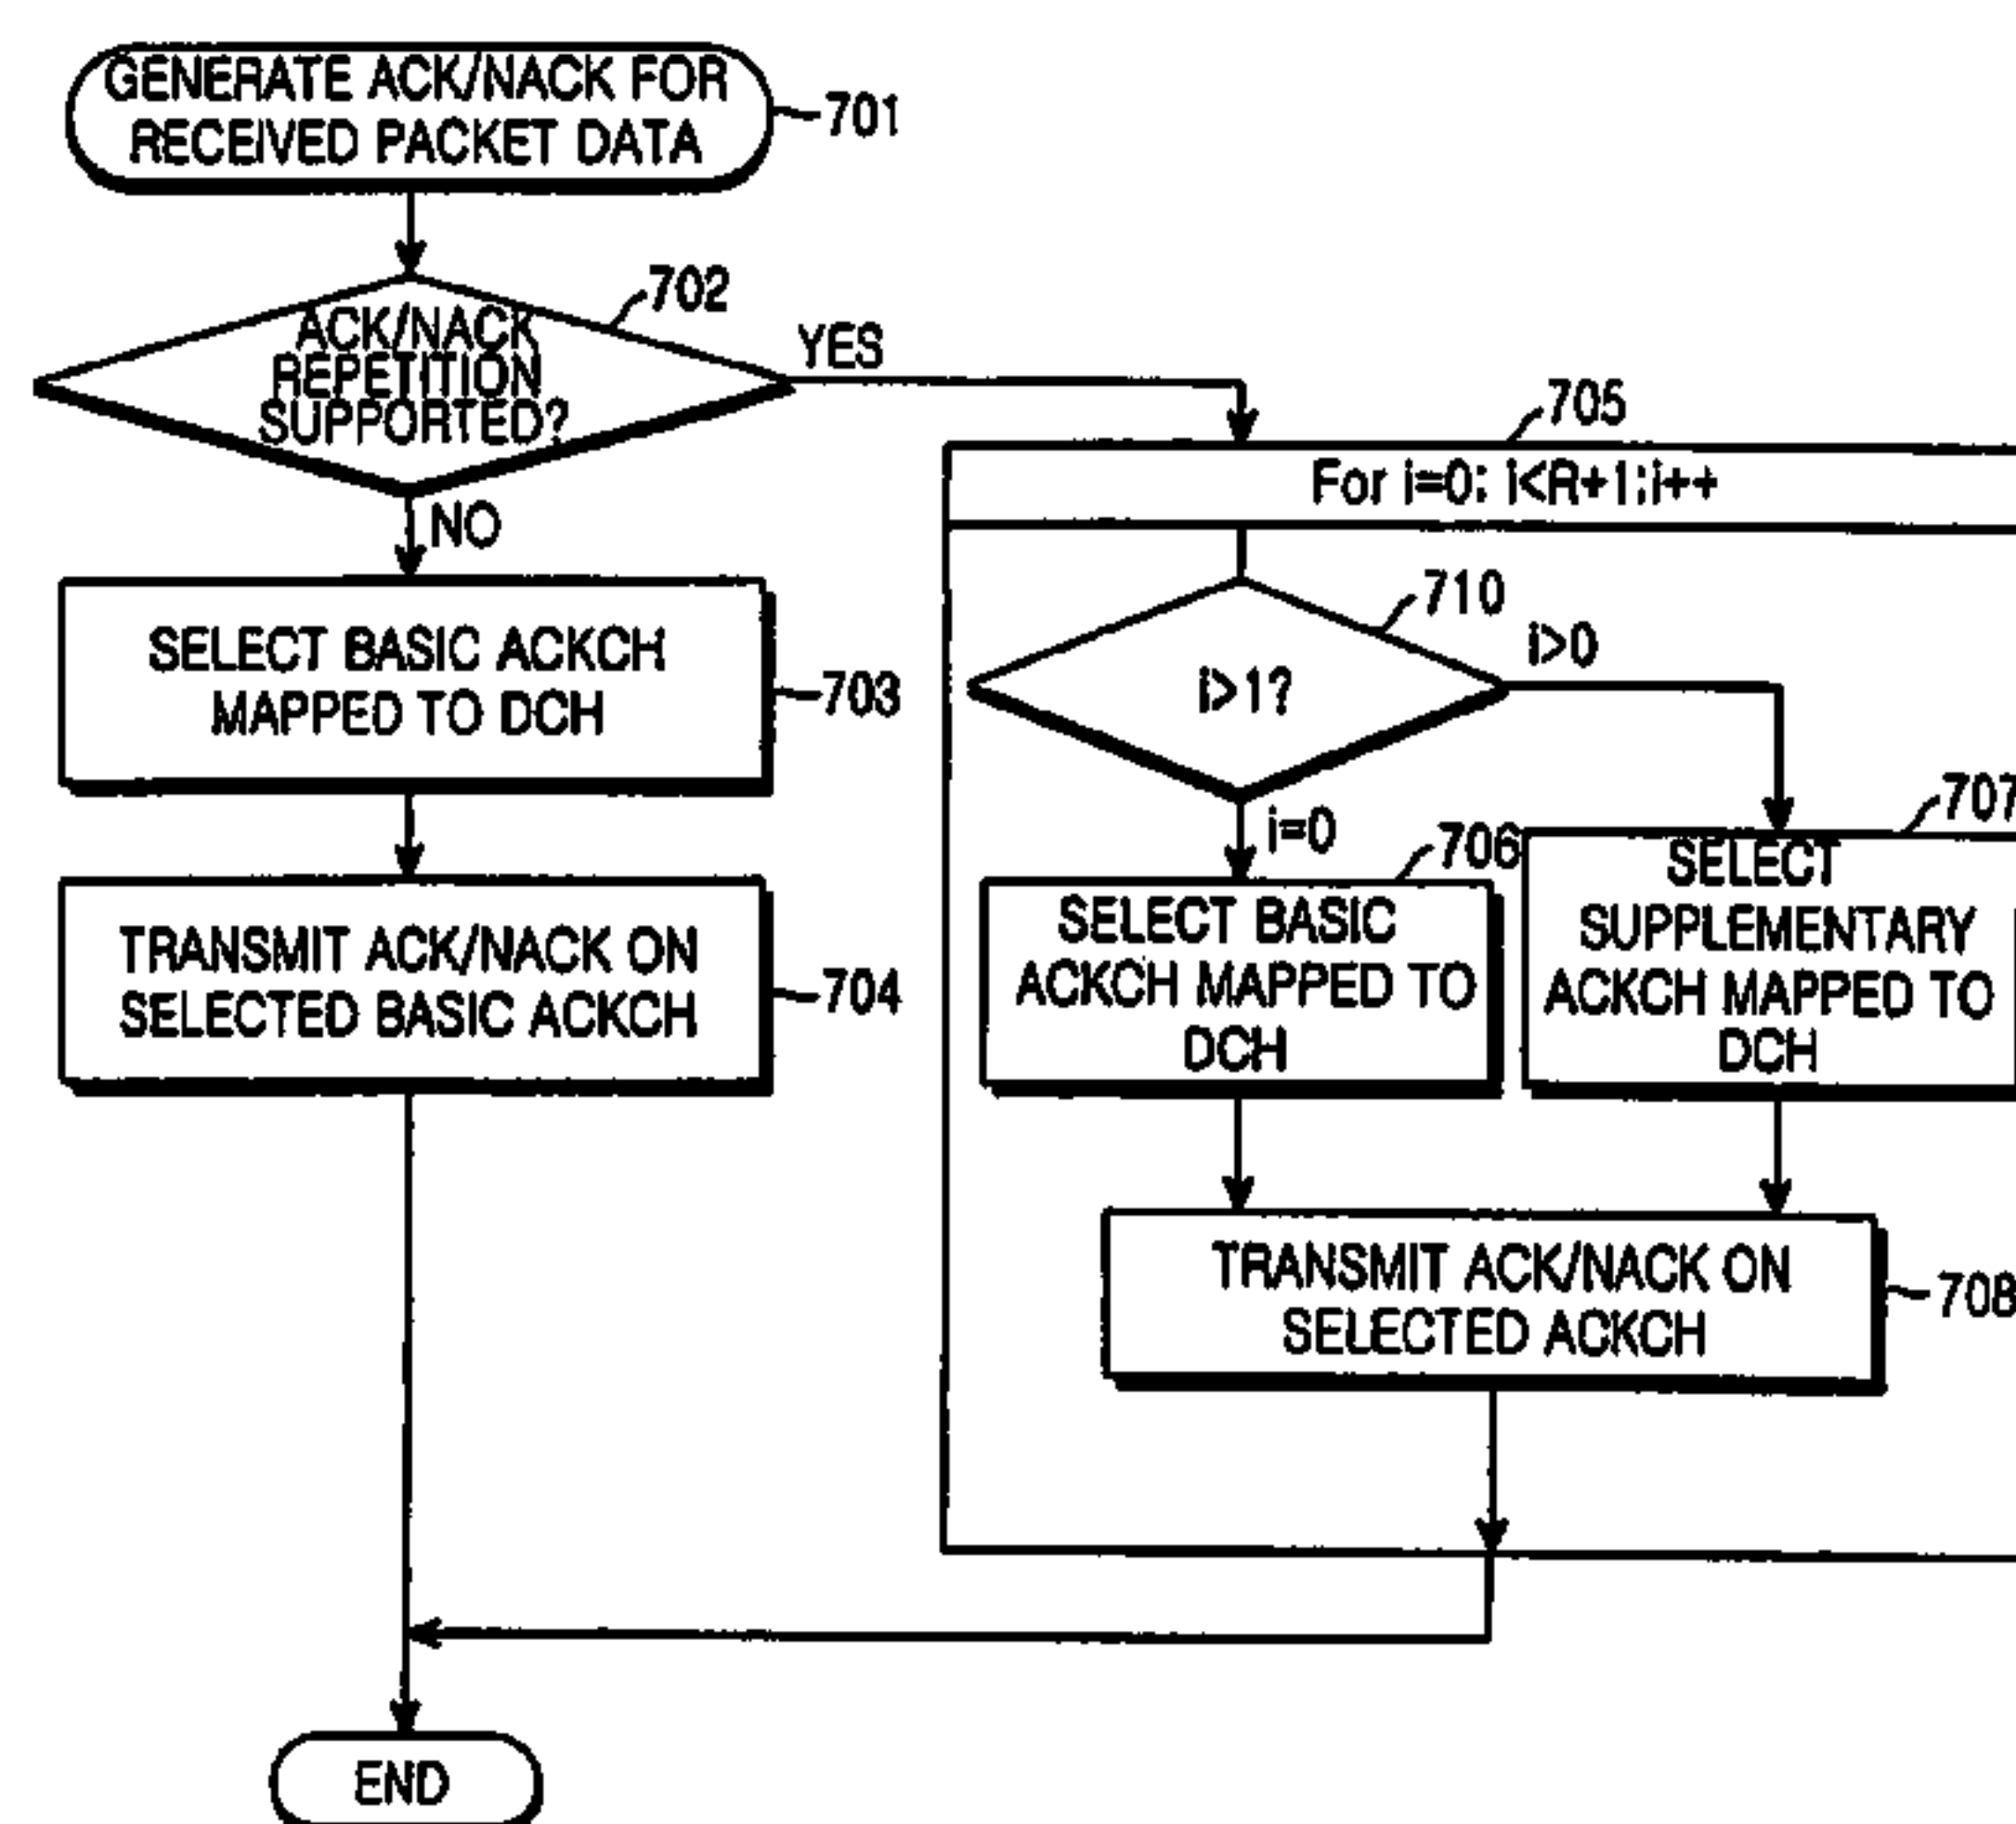 GENERATE ACK/NACK FOR
RECEIVED PACKET DATA
701
ACK/NACK
REPETITION
SUPPORTED?
702
YES
NO
SELECT BASIC ACKCH
MAPPED TO DCH
703
TRANSMIT ACK/NACK ON
SELECTED BASIC ACKCH
704
705
For i=0: i<R+1:i++
710
i>1?
i>0
i=0
706
SELECT BASIC
ACKCH MAPPED TO
DCH
707
SELECT
SUPPLEMENTARY
ACKCH MAPPED TO
DCH
TRANSMIT ACK/NACK ON
SELECTED ACKCH
708
END